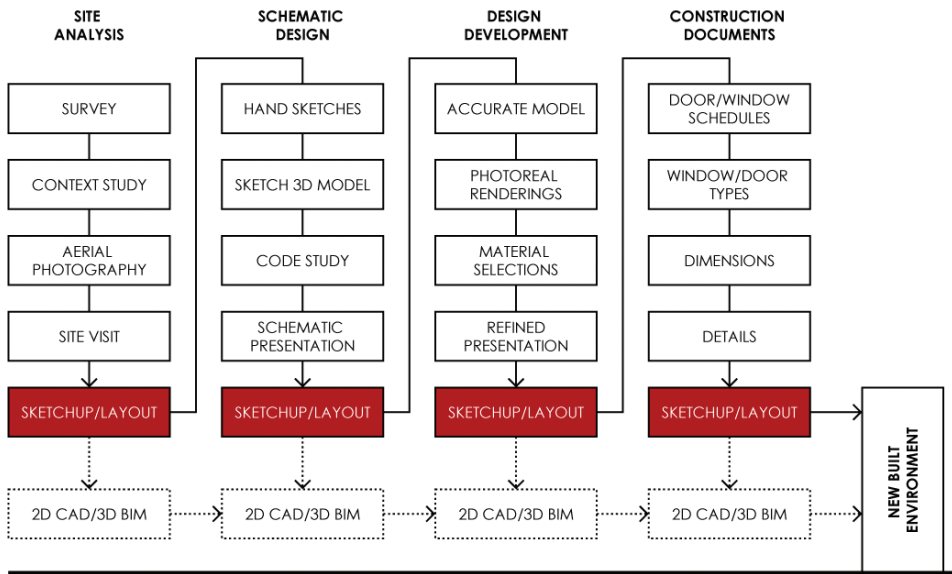 SITE
ANALYSIS
SURVEY
CONTEXT STUDY
AERIAL
PHOTOGRAPHY
SITE VISIT
SKETCHUP/LAYOUT
2D CAD/3D BIM
SCHEMATIC
DESIGN
HAND SKETCHES
SKETCH 3D MODEL
CODE STUDY
SCHEMATIC
PRESENTATION
SKETCHUP/LAYOUT
2D CAD/3D BIM
DESIGN
DEVELOPMENT
ACCURATE MODEL
PHOTOREAL
RENDERINGS
MATERIAL
SELECTIONS
REFINED
PRESENTATION
SKETCHUP/LAYOUT
2D CAD/3D BIM
CONSTRUCTION
DOCUMENTS
DOOR/WINDOW
SCHEDULES
WINDOW/DOOR
TYPES
DIMENSIONS
DETAILS
SKETCHUP/LAYOUT
2D CAD/3D BIM
NEW BUILT
ENVIRONMENT